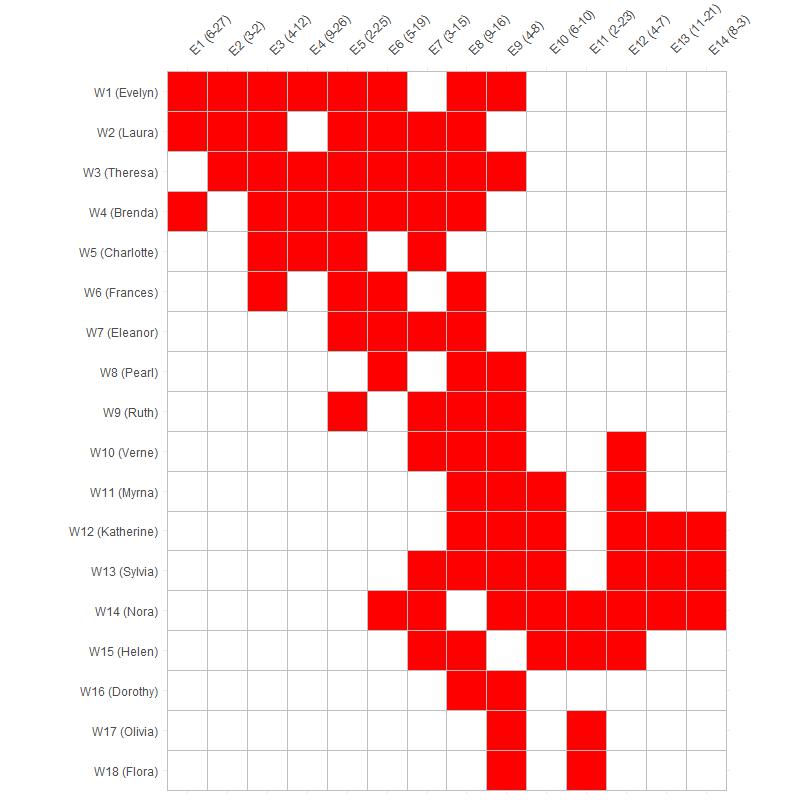 E1 (6-27)
E2 (3-2)
E3 (4-12)
E4 (9-26)
E5 (2-25)
E6 (5-19)
E7 (3-15)
E8 (9-16)
E9 (4-8)
E10 (6-10)
E11 (2-23)
E12 (4-7)
E13 (11-21)
E14 (8-3)
W1 (Evelyn)
W2 (Laura)
W3 (Theresa)
W4 (Brenda)
W5 (Charlotte)
W6 (Frances)
W7 (Eleanor)
W8 (Pearl)
W9 (Ruth)
W10 (Verne)
W11 (Myrna)
W12 (Katherine)
W13 (Sylvia)
W14 (Nora)
W15 (Helen)
W16 (Dorothy)
W17 (Olivia)
W18 (Flora)